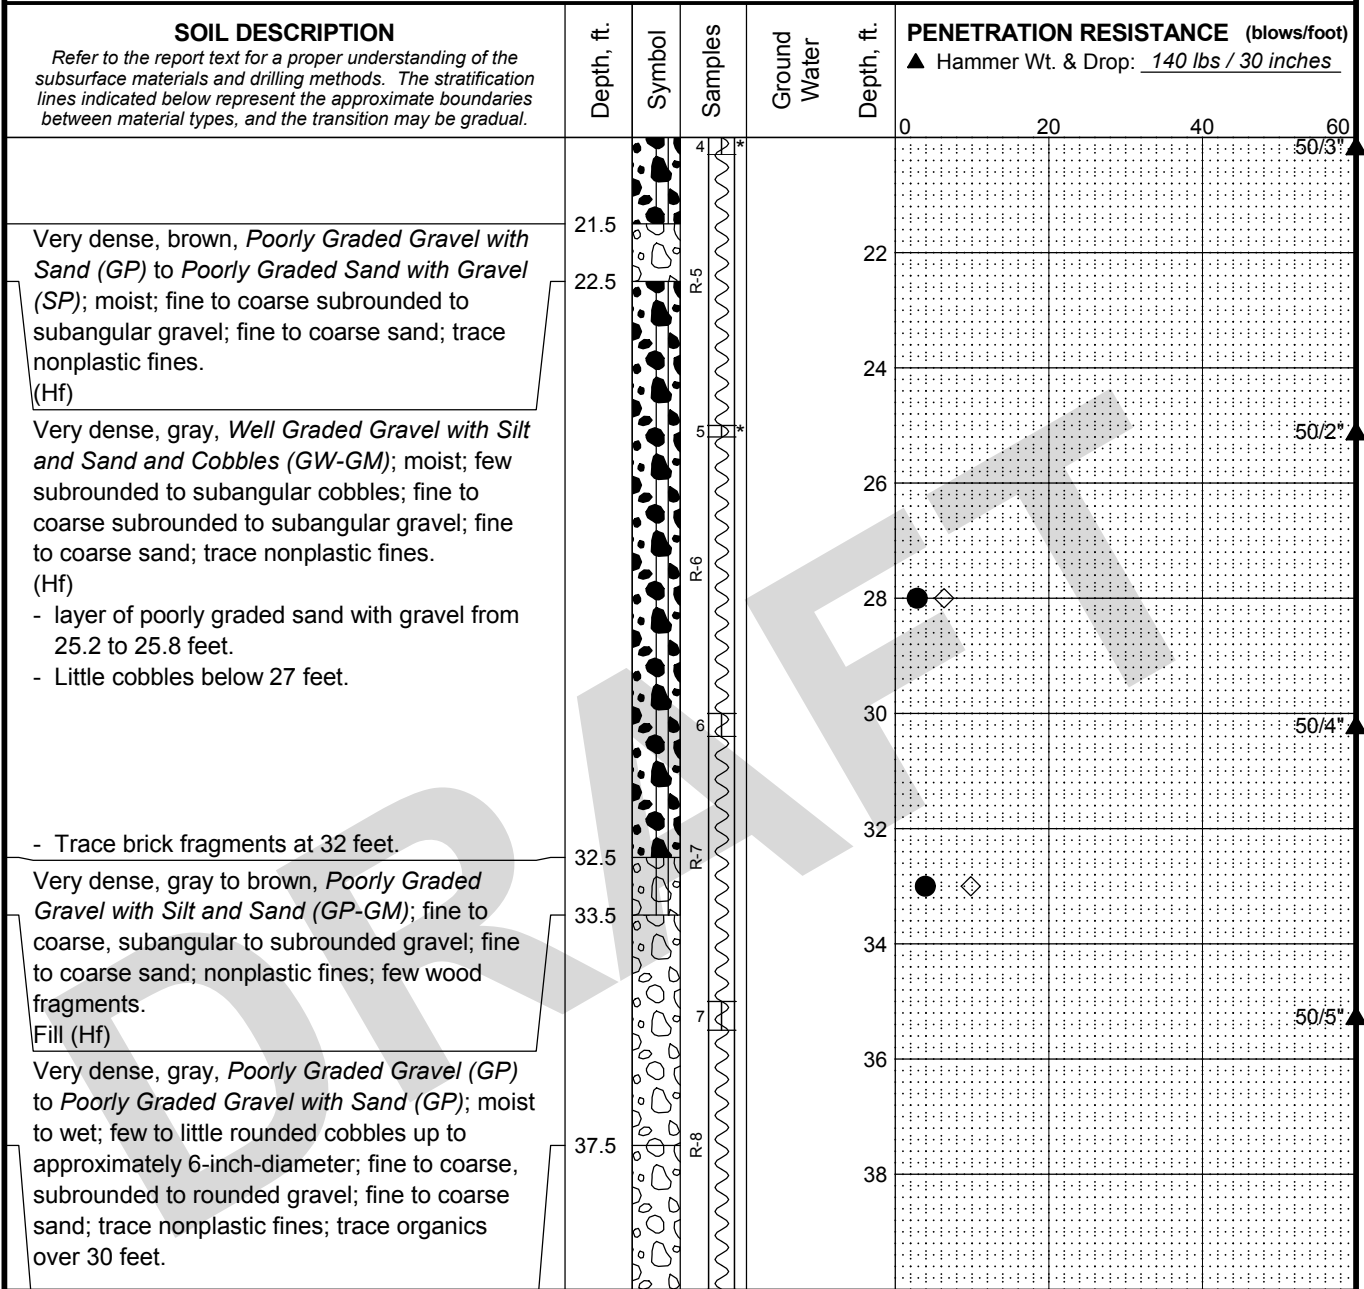 SOIL DESCRIPTION
Refer to the report text for a proper understanding of the
subsurface materials and drilling methods. The stratification
lines indicated below represent the approximate boundaries
between material types, and the transition may be gradual.
Depth, ft.
Symbol
Samples
Ground
Water
Depth, ft.
PENETRATION RESISTANCE (blows/foot)
▲ Hammer Wt. & Drop: 140 lbs / 30 inches
0 20 40 60
Very dense, brown, Poorly Graded Gravel with
Sand (GP) to Poorly Graded Sand with Gravel
(SP); moist; fine to coarse subrounded to
subangular gravel; fine to coarse sand; trace
nonplastic fines.
(Hf)
Very dense, gray, Well Graded Gravel with Silt
and Sand and Cobbles (GW-GM); moist; few
subrounded to subangular cobbles; fine to
coarse subrounded to subangular gravel; fine
to coarse sand; trace nonplastic fines.
(Hf)
- layer of poorly graded sand with gravel from
25.2 to 25.8 feet.
- Little cobbles below 27 feet.
- Trace brick fragments at 32 feet.
Very dense, gray to brown, Poorly Graded
Gravel with Silt and Sand (GP-GM); fine to
coarse, subangular to subrounded gravel; fine
to coarse sand; nonplastic fines; few wood
fragments.
Fill (Hf)
Very dense, gray, Poorly Graded Gravel (GP)
to Poorly Graded Gravel with Sand (GP); moist
to wet; few to little rounded cobbles up to
approximately 6-inch-diameter; fine to coarse,
subrounded to rounded gravel; fine to coarse
sand; trace nonplastic fines; trace organics
over 30 feet.
21.5
22.5
32.5
33.5
37.5
4 *
R-5
5 *
R-6
6
R-7
7
R-8
22
24
26
28
30
32
34
36
38
50/3"
50/2"
50/4"
50/5"
DRAFT